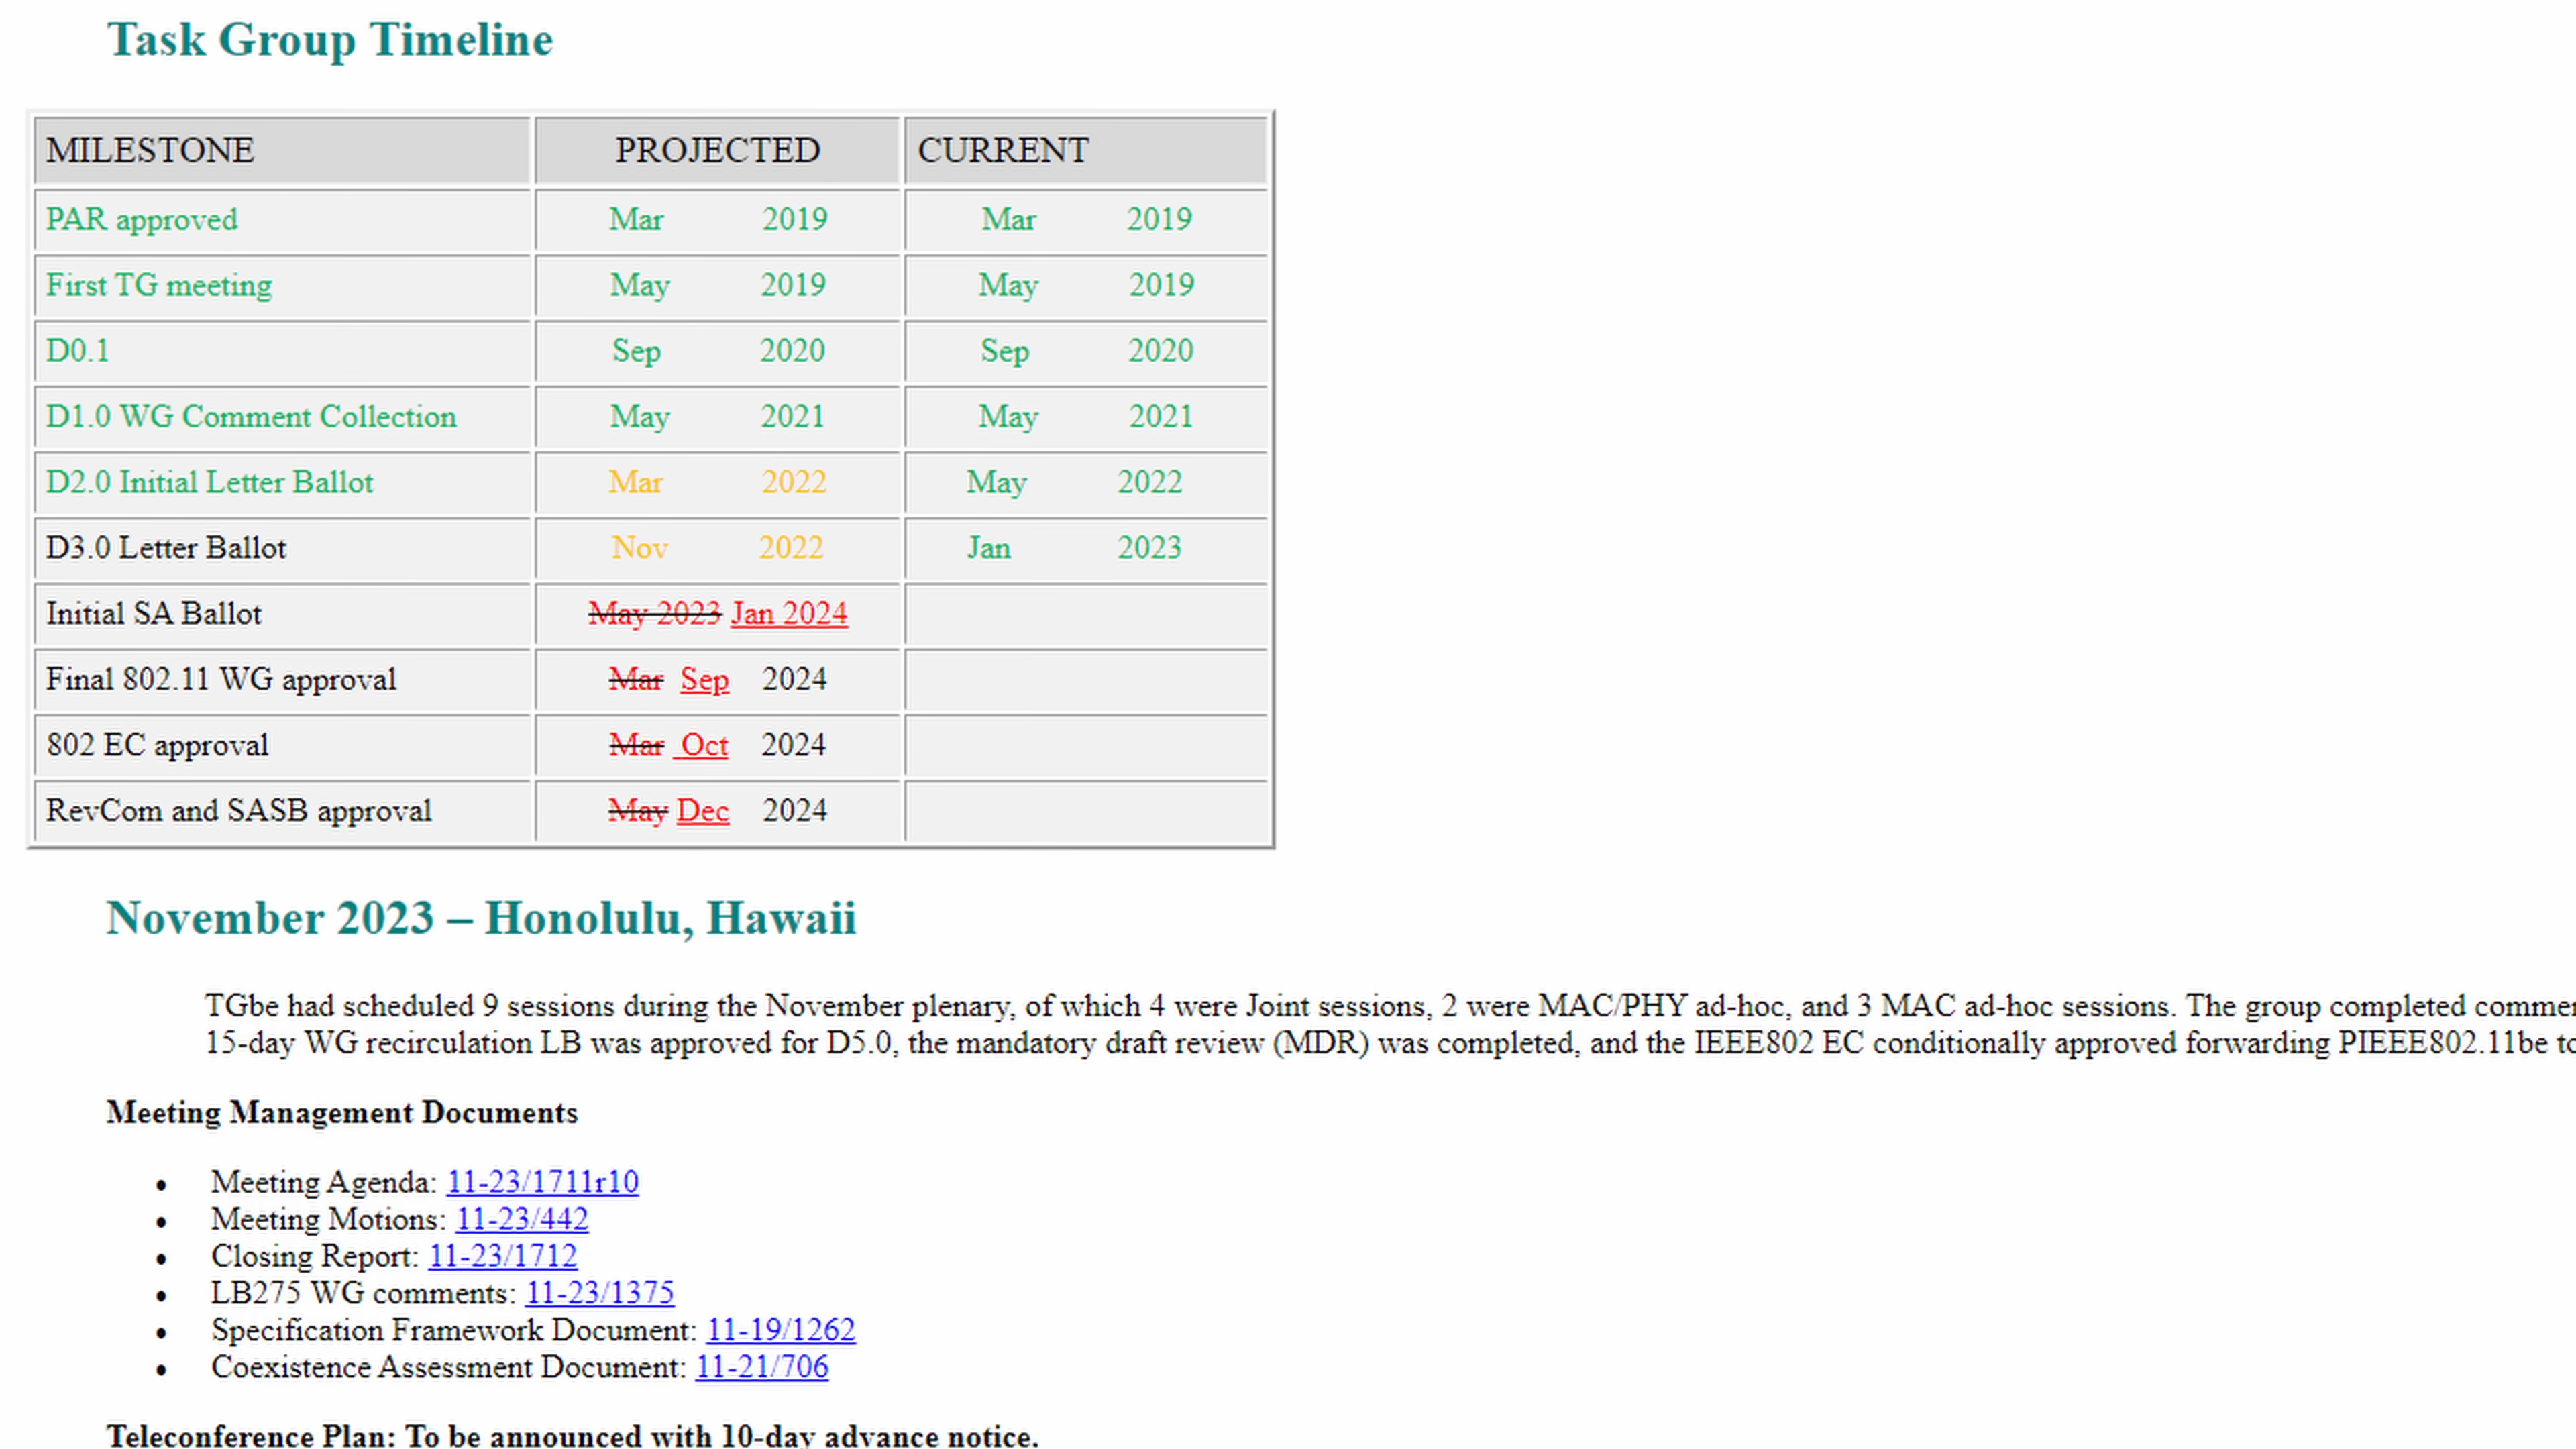 Task Group Timeline
MILESTONE PROJECTED CURRENT
PAR approved Mar 2019 Mar 2019
First TG meeting May 2019 May 2019
D0.1 Sep 2020 Sep 2020
D1.0 WG Comment Collection May 2021 May 2021
D2.0 Initial Letter Ballot Mar 2022 May 2022
D3.0 Letter Ballot Nov 2022 Jan 2023
Initial SA Ballot May 2023 Jan 2024
Final 802.11 WG approval Mar Sep 2024
802 EC approval Mar Oct 2024
RevCom and SASB approval May Dec 2024
November 2023 – Honolulu, Hawaii
TGbe had scheduled 9 sessions during the November plenary, of which 4 were Joint sessions, 2 were MAC/PHY ad-hoc, and 3 MAC ad-hoc sessions. The group completed
15-day WG recirculation LB was approved for D5.0, the mandatory draft review (MDR) was completed, and the IEEE802 EC conditionally approved forwarding PIEEE802.11be
Meeting Management Documents
• Meeting Agenda: 11-23/1711r10
• Meeting Motions: 11-23/442
• Closing Report: 11-23/1712
• LB275 WG comments: 11-23/1375
• Specification Framework Document: 11-19/1262
• Coexistence Assessment Document: 11-21/706
Teleconference Plan: To be announced with 10-day advance notice.